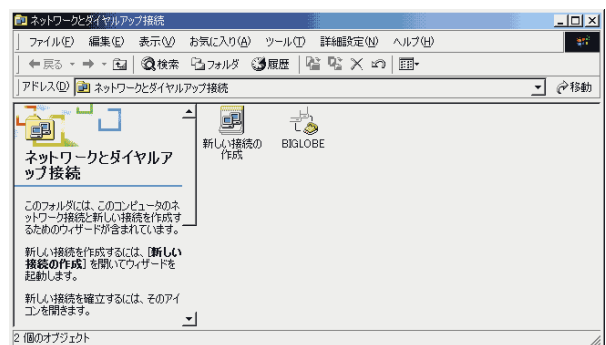 ネットワークとダイヤルアップ接続
ファイル(F) 編集(E) 表示(V) お気に入り(A) ツール(T) 詳細設定(N) ヘルプ(H)
戻る 検索 フォルダ 履歴
アドレス(D) ネットワークとダイヤルアップ接続 移動
ネットワークとダイヤルア
ップ接続
このフォルダには、このコンピュータのネ
ットワーク接続と新しい接続を作成す
るためのウィザードが含まれています。
新しい接続を作成するには、[新しい
接続の作成] を開いてウィザードを
起動します。
新しい接続を確立するには、そのアイ
コンを開きます。
新しい接続の
作成
BIGLOBE
2 個のオブジェクト